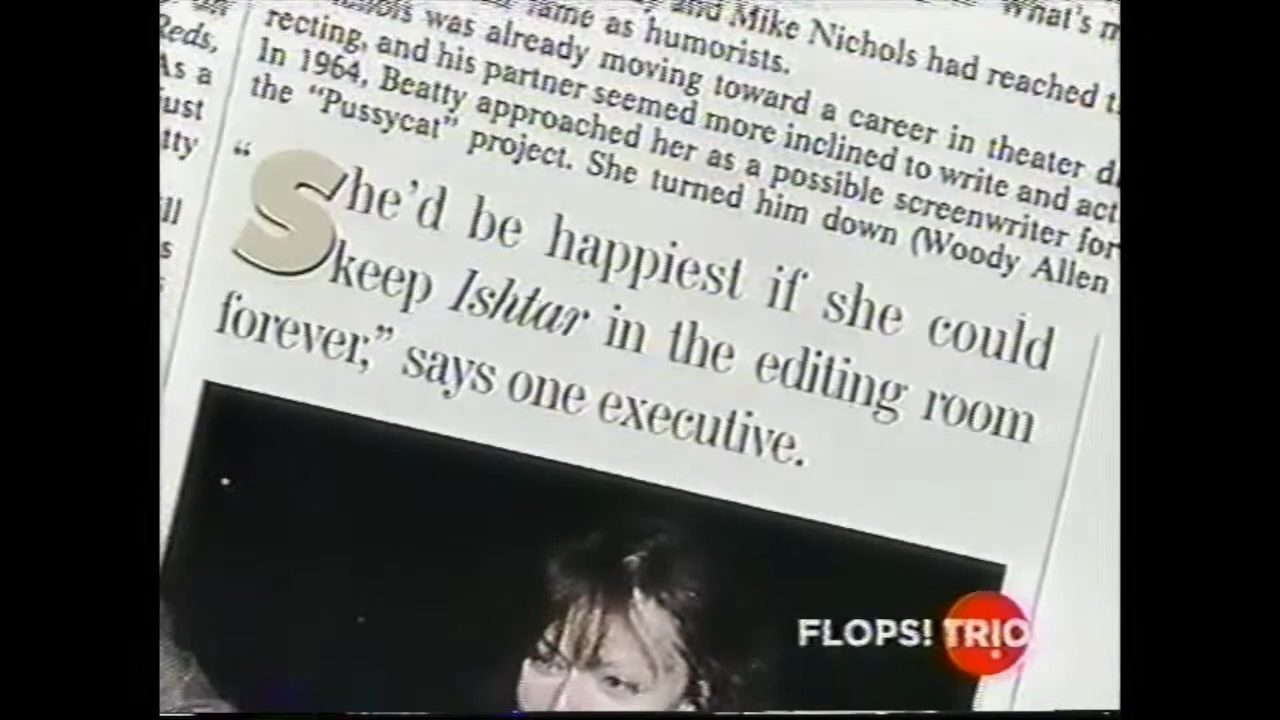 Reds,
As a
just
tty
ill
s
and Mike Nichols had reached
fame as humorists.
was already moving toward a career in theater
recting, and his partner seemed more inclined to write and act
In 1964, Beatty approached her as a possible screenwriter for
the “Pussycat” project. She turned him down (Woody Allen
What's
“She'd be happiest if she could
keep Ishtar in the editing room
forever,” says one executive.
FLOPS! TRIO